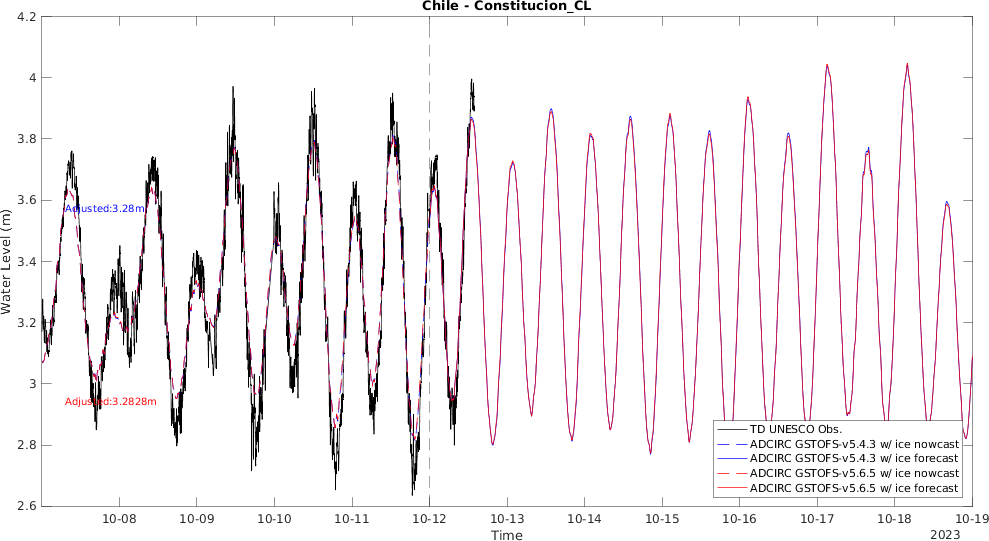 Chile - Constitucion_CL
4.2
4
3.8
3.6
3.4
3.2
3
2.8
2.6
Water Level (m)
Adjusted:3.28m
Adjusted:3.2828m
TD UNESCO Obs.
ADCIRC GSTOFS-v5.4.3 w/ ice nowcast
ADCIRC GSTOFS-v5.4.3 w/ ice forecast
ADCIRC GSTOFS-v5.6.5 w/ ice nowcast
ADCIRC GSTOFS-v5.6.5 w/ ice forecast
10-08 10-09 10-10 10-11 10-12 10-13 10-14 10-15 10-16 10-17 10-18 10-19
Time
2023